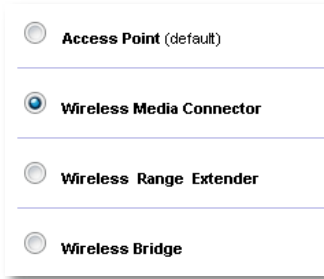 Access Point (default)
Wireless Media Connector
Wireless Range Extender
Wireless Bridge